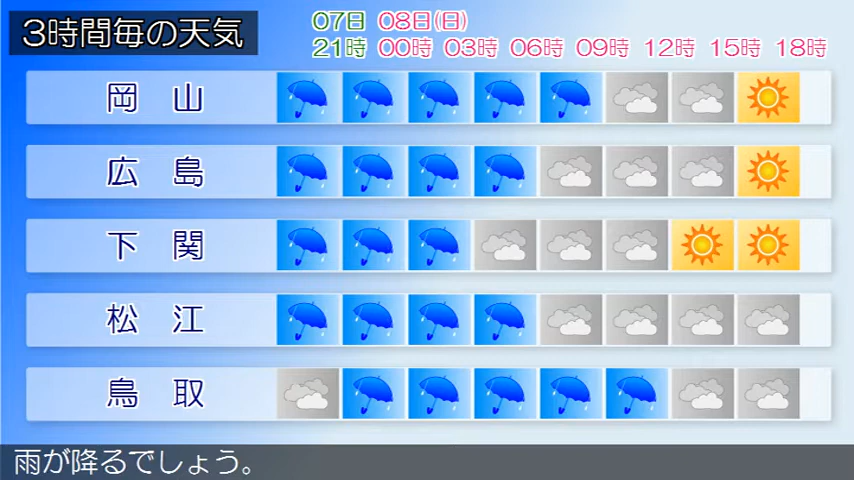 3時間毎の天気
07日 08日(日)
21時 00時 03時 06時 09時 12時 15時 18時
岡 山
広 島
下 関
松 江
鳥 取
雨が降るでしょう。